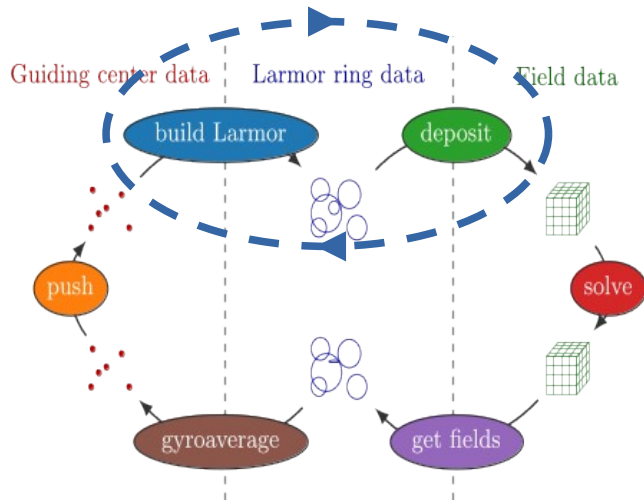 Guiding center data
Larmor ring data
Field data
build Larmor
deposit
push
solve
gyroaverage
get fields